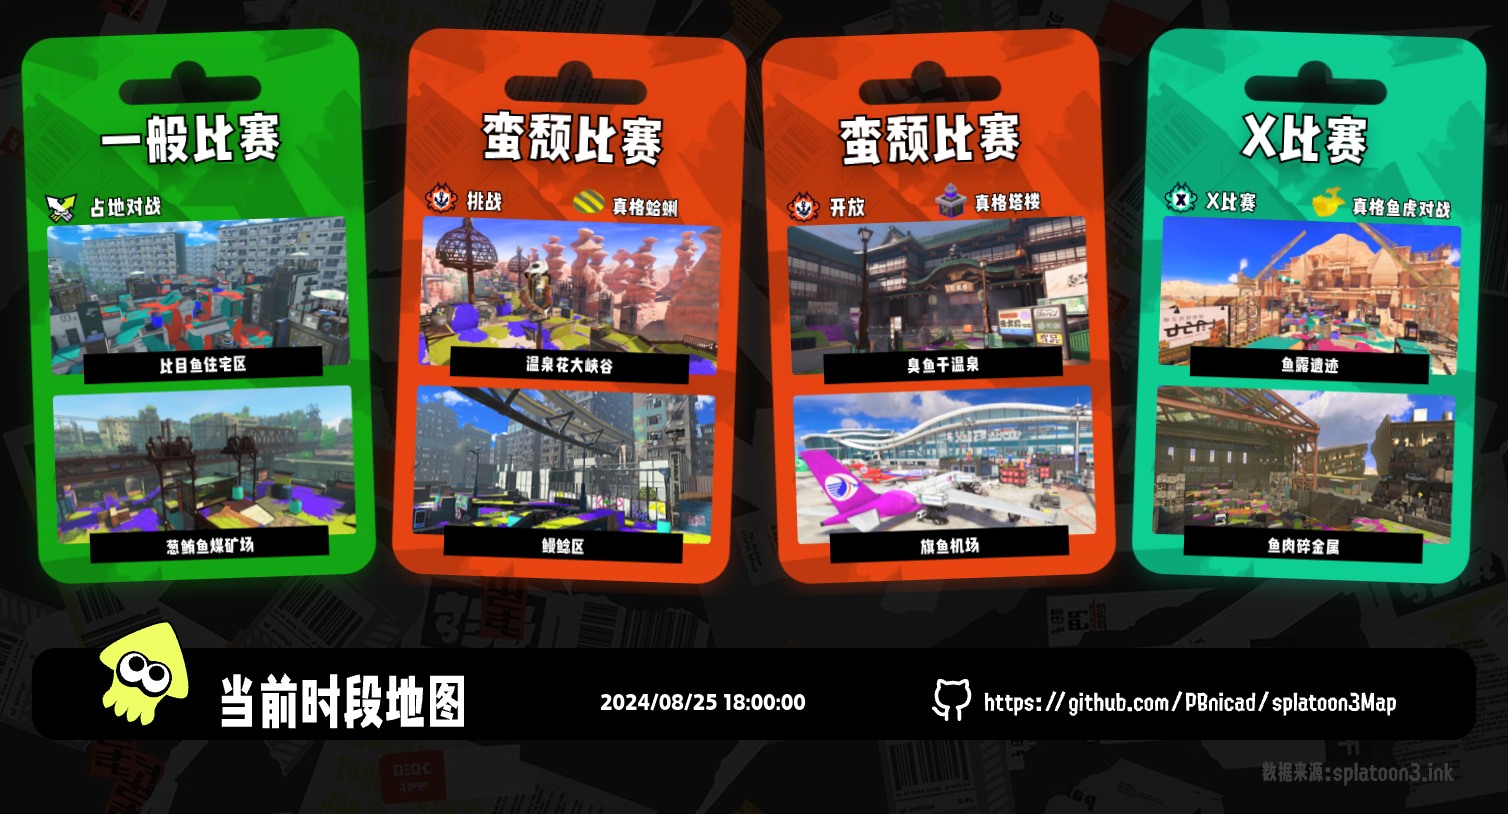 一般比赛
占地对战
比目鱼住宅区
葱鲔鱼煤矿场
蛮颓比赛
挑战
真格蛤蜊
温泉花大峡谷
鳗鲶区
蛮颓比赛
开放
真格塔楼
臭鱼干温泉
旗鱼机场
X比赛
X比赛
真格鱼虎对战
鱼露遗迹
鱼肉碎金属
当前时段地图
2024/08/25 18:00:00
https://github.com/PBnicad/splatoon3Map
数据来源:splatoon3.ink